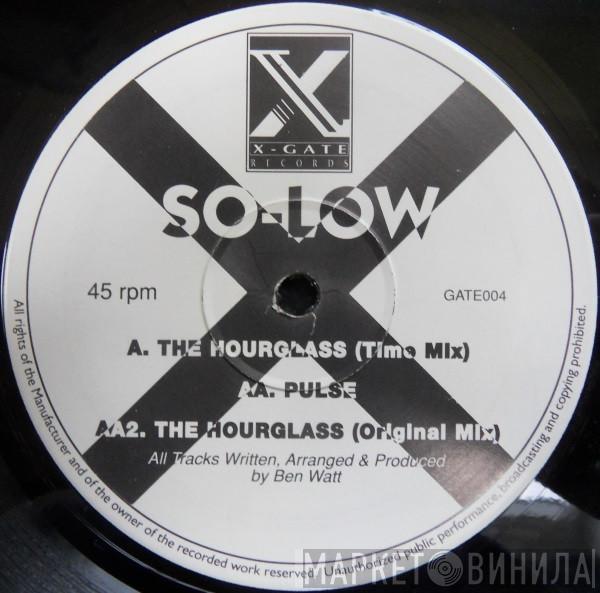 X
X-GATE
RECORDS
SO-LOW
45 rpm
GATE004
A. THE HOURGLASS (Time Mix)
AA. PULSE
AA2. THE HOURGLASS (Original Mix)
All Tracks Written, Arranged & Produced
by Ben Watt
All rights of the Manufacturer and of the owner of the recorded work reserved. Unauthorized public performance, broadcasting and copying prohibited.
МАРКЕТ ВИНИЛА